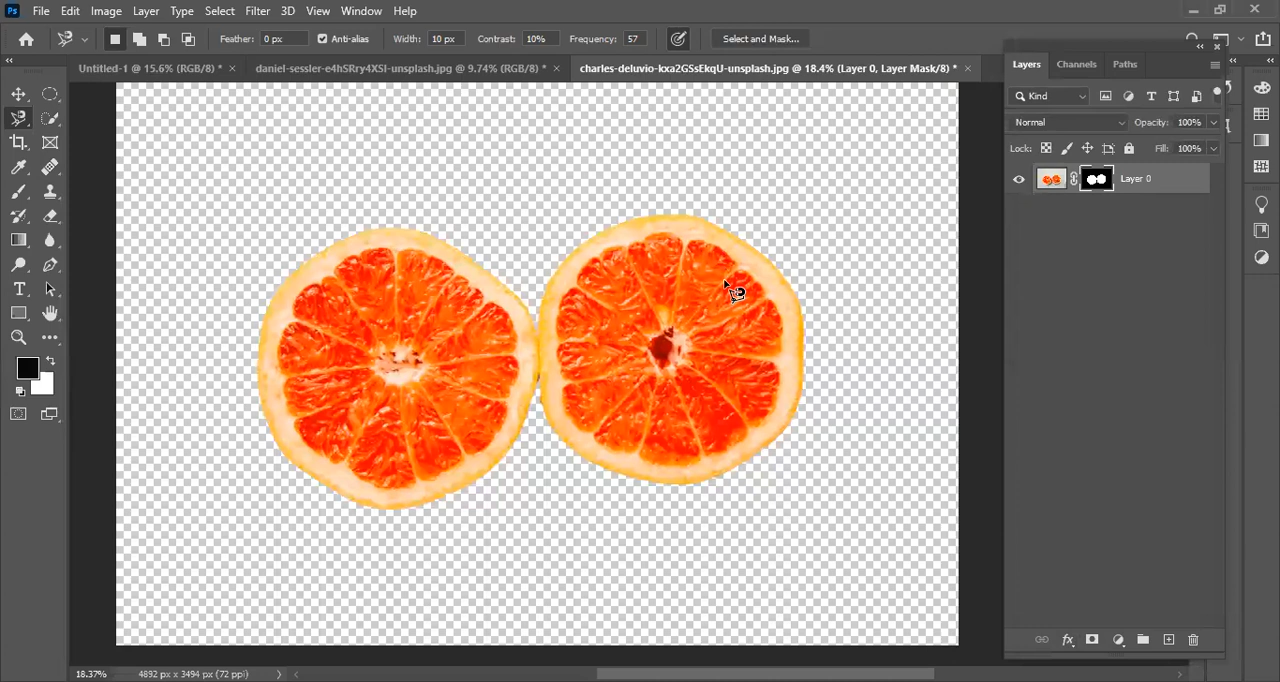 Ps File Edit Image Layer Type Select Filter 3D View Window Help
Feather: 0 px Anti-alias Width: 10 px Contrast: 10% Frequency: 57 Select and Mask...
Untitled-1 @ 15.6% (RGB/8) * × daniel-sessler-e4hSRry4XSI-unsplash.jpg @ 9.74% (RGB/8) * × charles-deluvio-kxa2GSsEkqU-unsplash.jpg @ 18.4% (Layer 0, Layer Mask/8) * ×
Layers Channels Paths
Kind
Normal Opacity: 100%
Lock: Fill: 100%
Layer 0
T
18.37% 4892 px x 3494 px (72 ppi)
fx